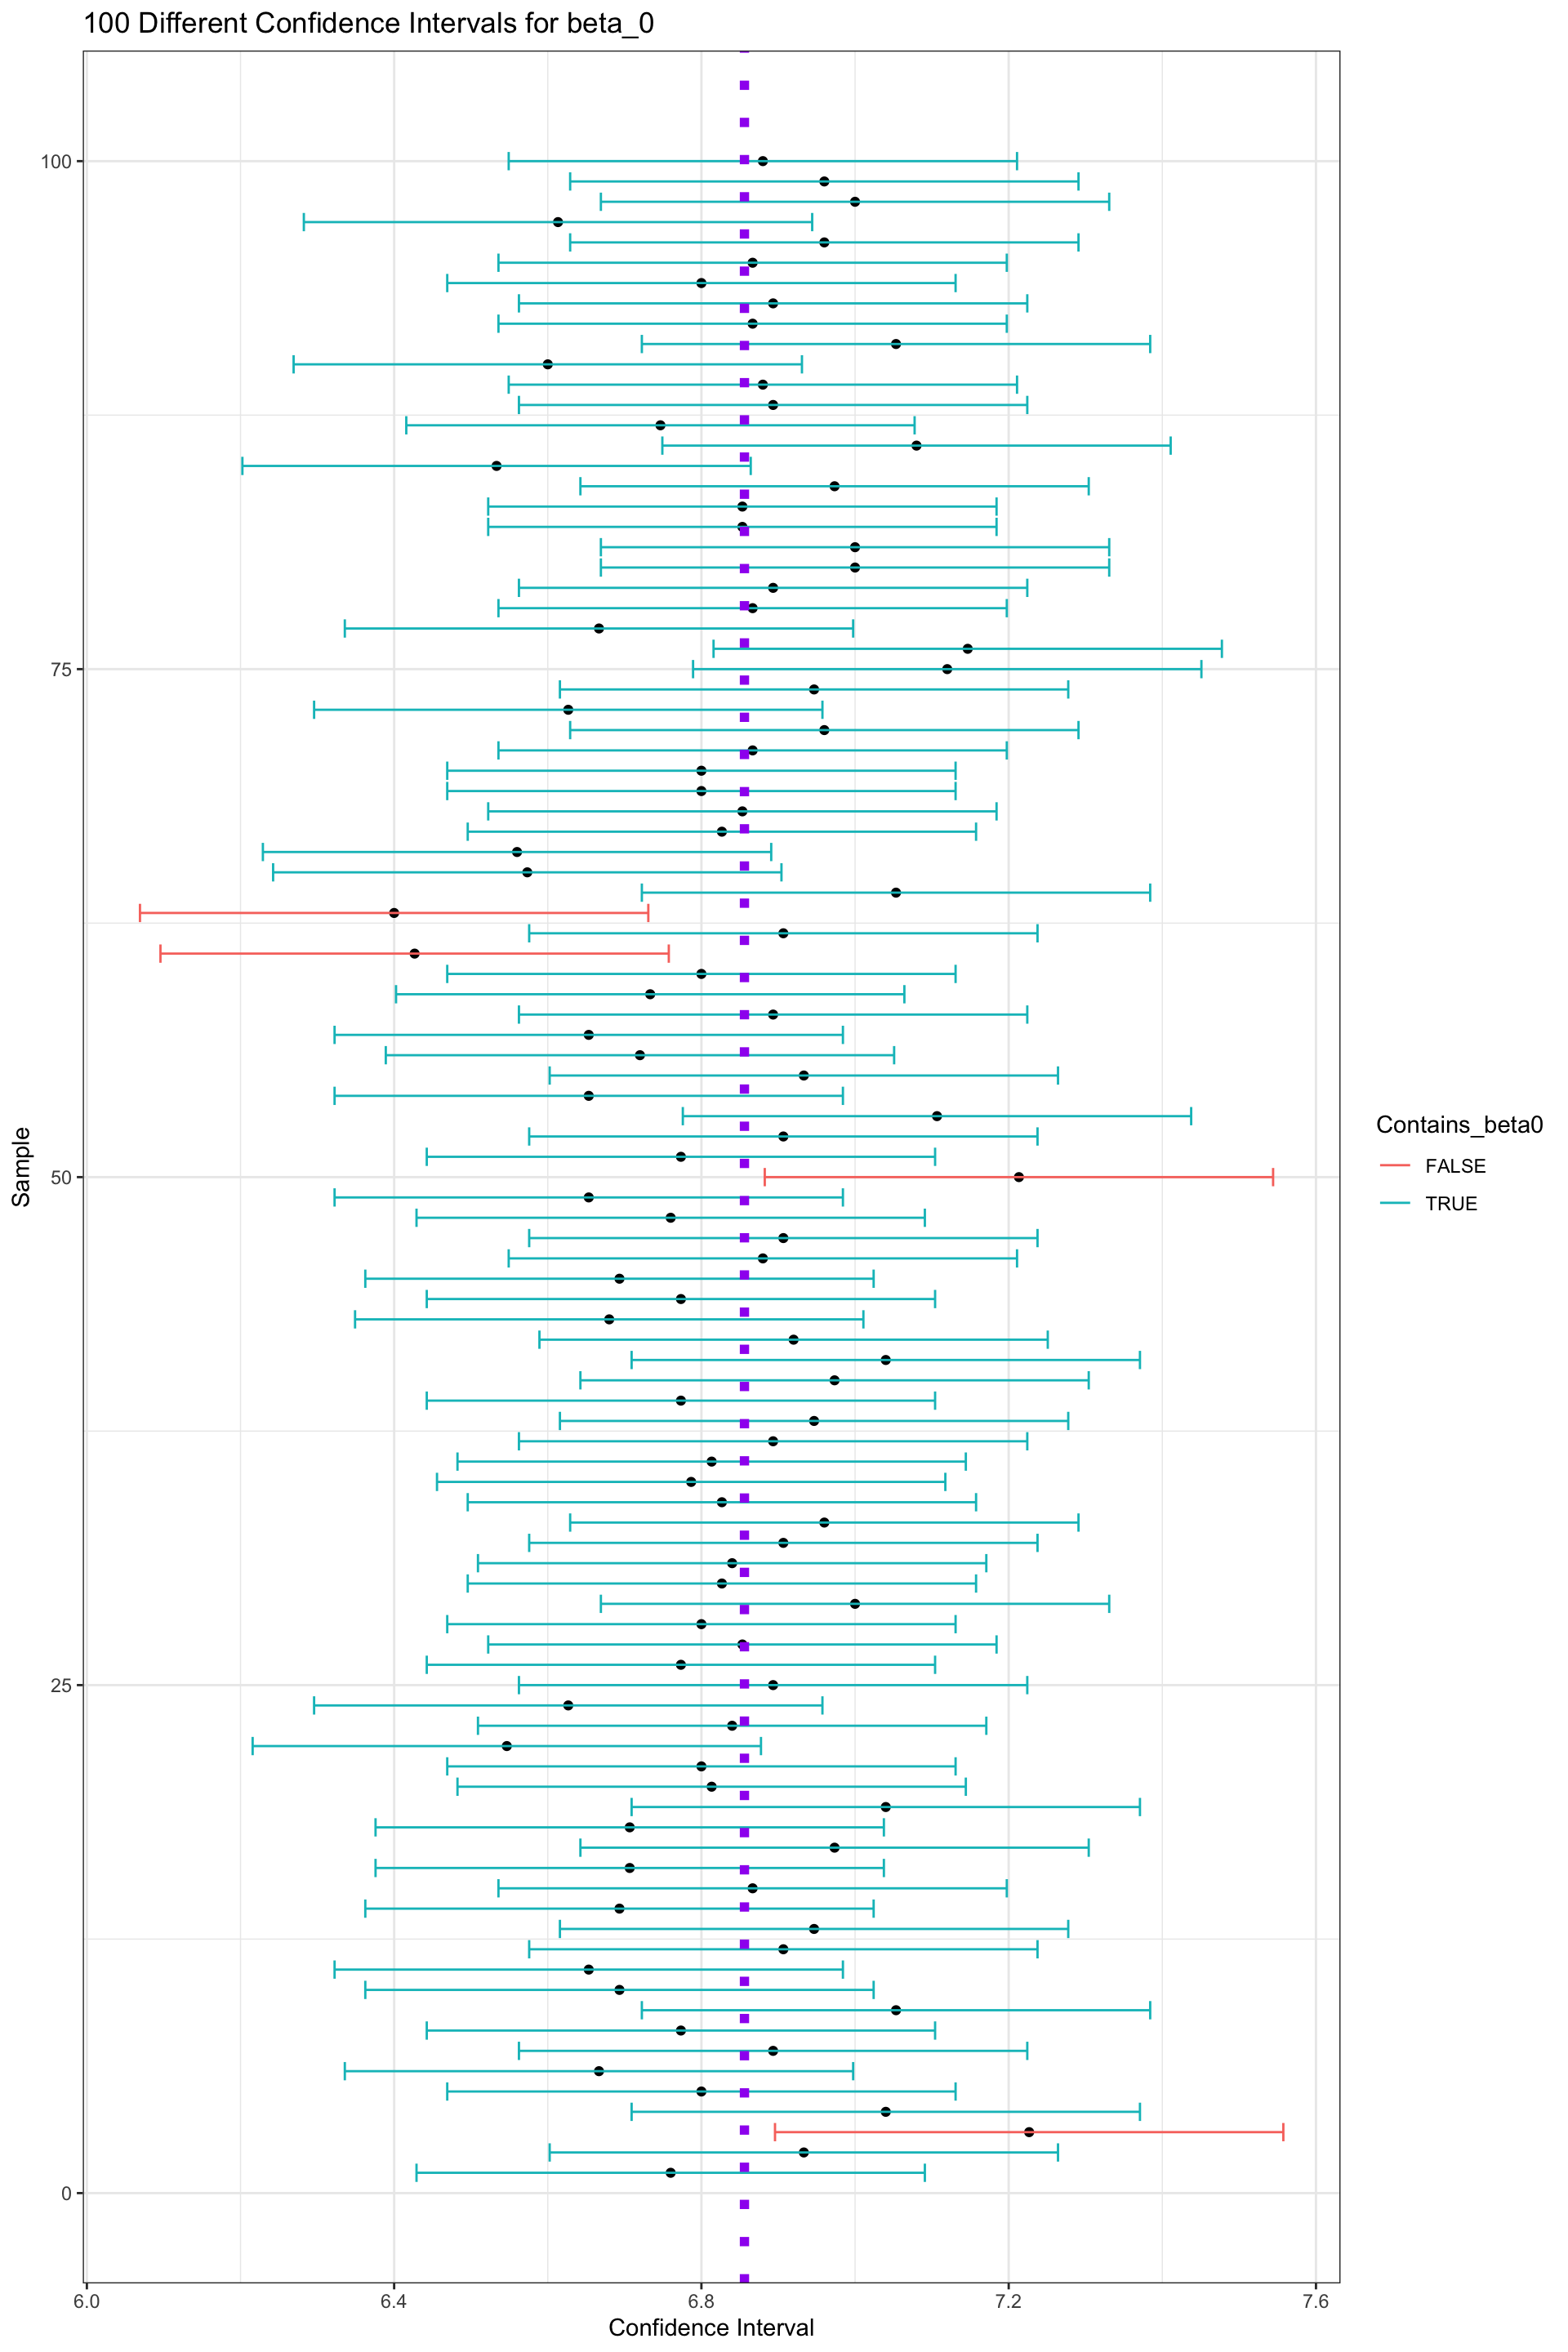 100 Different Confidence Intervals for beta_0
100
75
50
25
0
Sample
6.0 6.4 6.8 7.2 7.6
Confidence Interval
Contains_beta0
FALSE
TRUE